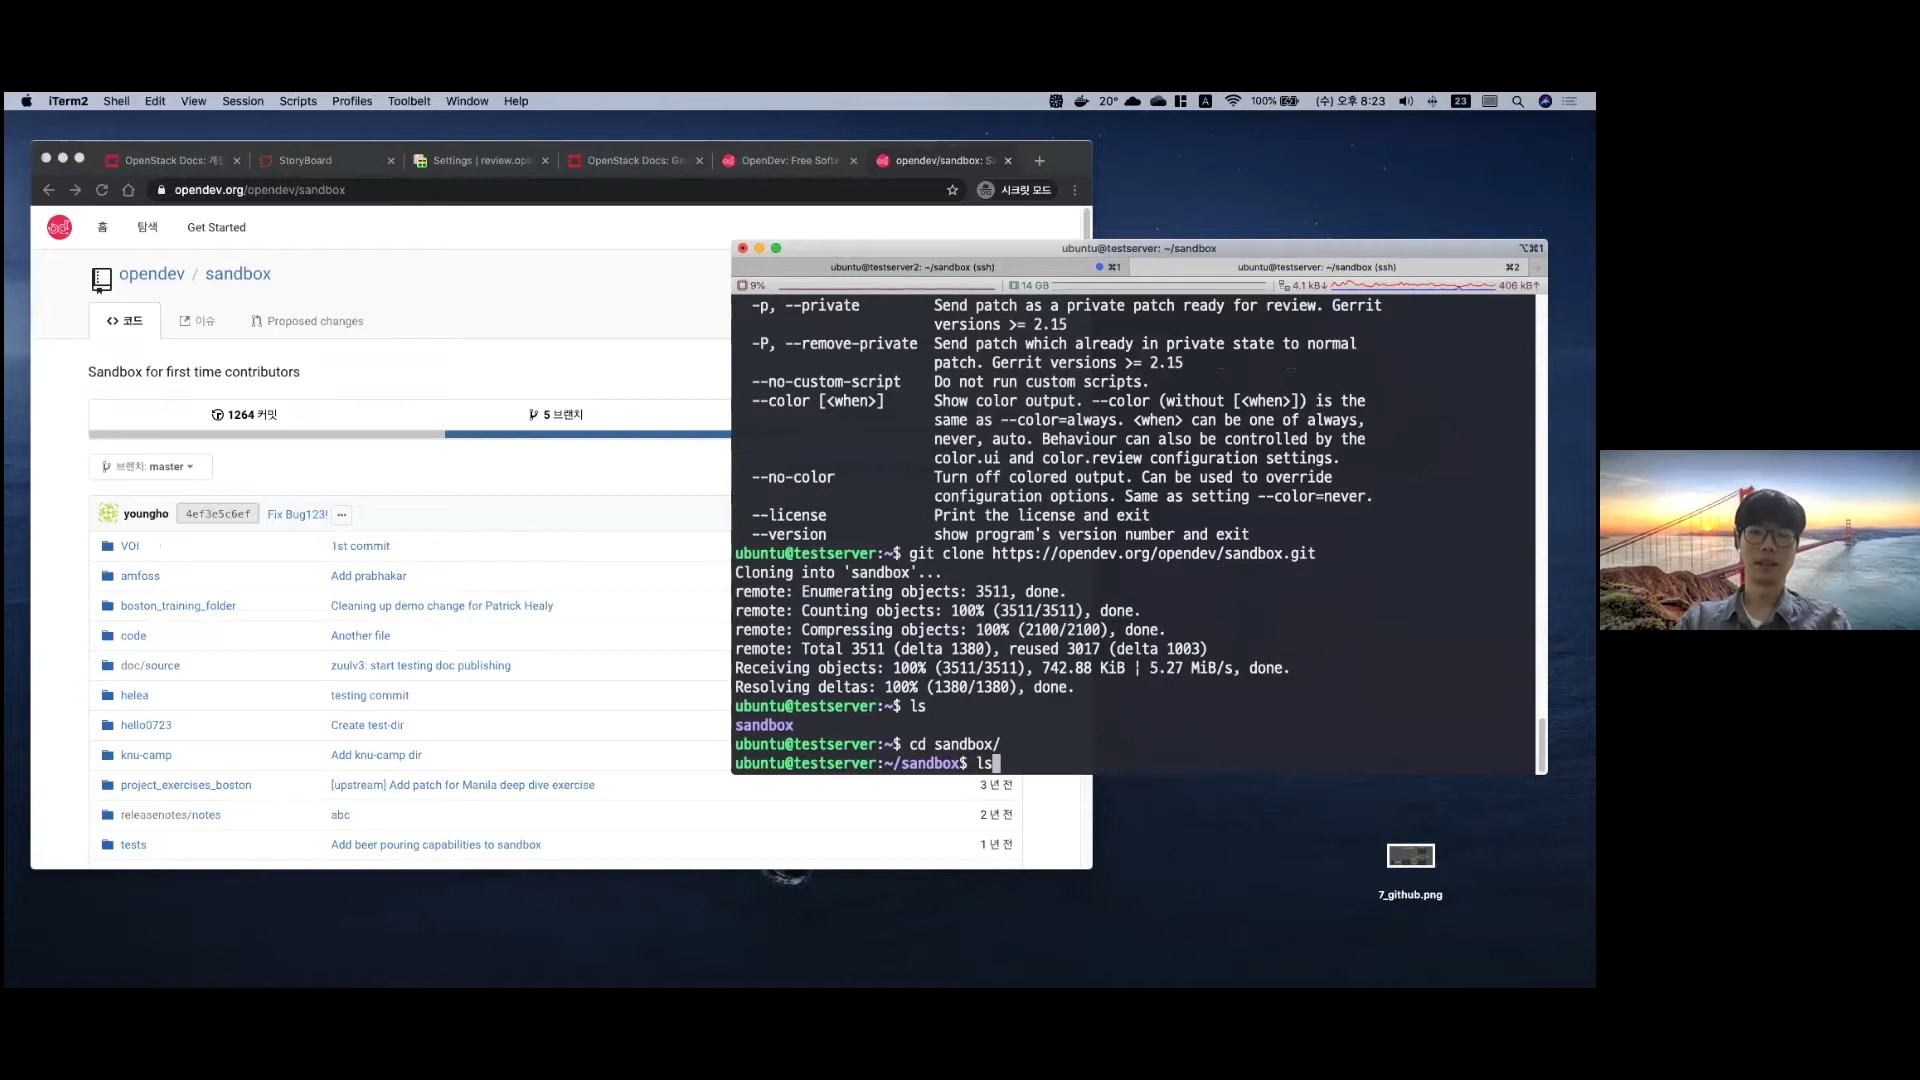 iTerm2 Shell Edit View Session Scripts Profiles Toolbelt Window Help
20° A 100% (수) 오후 8:23 23
OpenStack Docs: StoryBoard Settings | review.ope OpenStack Docs: OpenDev: Free Softw opendev/sandbox:
opendev.org/opendev/sandbox 시크릿 모드
홈 탐색 Get Started
opendev / sandbox
<> 코드 이슈 Proposed changes
Sandbox for first time contributors
1264 커밋 5 브랜치
브랜치: master
youngho 4ef3e5c6ef Fix Bug123! ...
VOI 1st commit
amfoss Add prabhakar
boston_training_folder Cleaning up demo change for Patrick Healy
code Another file
doc/source zuulv3: start testing doc publishing
helea testing commit
hello0723 Create test-dir
knu-camp Add knu-camp dir
project_exercises_boston [upstream] Add patch for Manila deep dive exercise 3 년 전
releasenotes/notes abc 2 년 전
tests Add beer pouring capabilities to sandbox 1 년 전
ubuntu@testserver: ~/sandbox ⌥⌘1
ubuntu@testserver2: ~/sandbox (ssh) ⌘1 ubuntu@testserver: ~/sandbox (ssh) ⌘2
9% 14 GB 4.1 kB↓ 406 kB↑
-p, --private Send patch as a private patch ready for review. Gerrit
versions >= 2.15
-P, --remove-private Send patch which already in private state to normal
patch. Gerrit versions >= 2.15
--no-custom-script Do not run custom scripts.
--color [<when>] Show color output. --color (without [<when>]) is the
same as --color=always. <when> can be one of always,
never, auto. Behaviour can also be controlled by the
color.ui and color.review configuration settings.
--no-color Turn off colored output. Can be used to override
configuration options. Same as setting --color=never.
--license Print the license and exit
--version show program's version number and exit
ubuntu@testserver:~$ git clone https://opendev.org/opendev/sandbox.git
Cloning into 'sandbox'...
remote: Enumerating objects: 3511, done.
remote: Counting objects: 100% (3511/3511), done.
remote: Compressing objects: 100% (2100/2100), done.
remote: Total 3511 (delta 1380), reused 3017 (delta 1003)
Receiving objects: 100% (3511/3511), 742.88 KiB | 5.27 MiB/s, done.
Resolving deltas: 100% (1380/1380), done.
ubuntu@testserver:~$ ls
sandbox
ubuntu@testserver:~$ cd sandbox/
ubuntu@testserver:~/sandbox$ ls
7_github.png